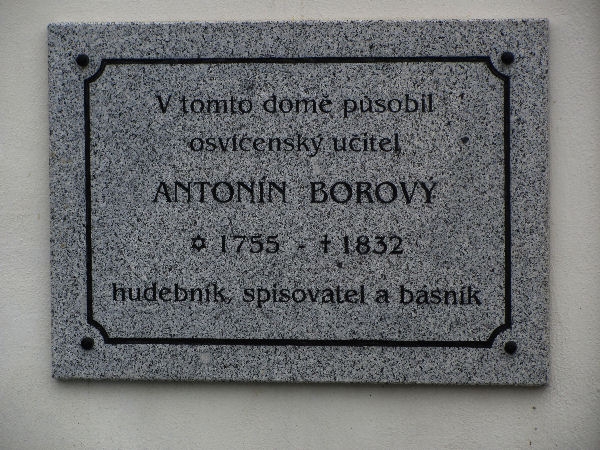 V tomto domě působil
osvícenský učitel
ANTONÍN BOROVÝ
✡ 1755 - † 1832
hudebník, spisovatel a básník